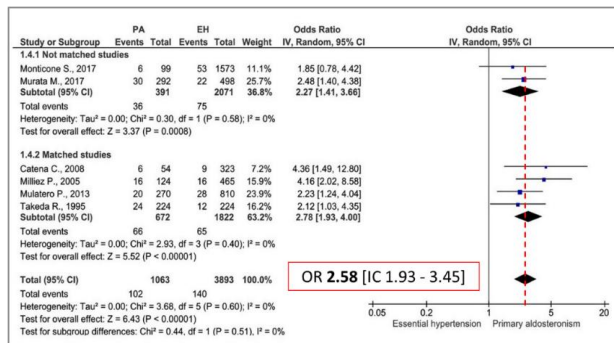 PA EH Odds Ratio Odds Ratio
Study or Subgroup Events Total Events Total Weight IV, Random, 95% CI IV, Random, 95% CI
1.4.1 Not matched studies
Monticone S., 2017 6 99 53 1573 11.1% 1.85 [0.78, 4.42]
Murata M., 2017 30 292 22 498 25.7% 2.48 [1.40, 4.38]
Subtotal (95% CI) 391 2071 36.8% 2.27 [1.41, 3.66]
Total events 36 75
Heterogeneity: Tau² = 0.00; Chi² = 0.30, df = 1 (P = 0.58); I² = 0%
Test for overall effect: Z = 3.37 (P = 0.0008)
1.4.2 Matched studies
Catena C., 2008 6 54 9 323 7.2% 4.36 [1.49, 12.80]
Milliez P., 2005 16 124 16 465 15.9% 4.16 [2.02, 8.58]
Mulatero P., 2013 20 270 28 810 23.9% 2.23 [1.24, 4.04]
Takeda R., 1995 24 224 12 224 16.2% 2.12 [1.03, 4.35]
Subtotal (95% CI) 672 1822 63.2% 2.78 [1.93, 4.00]
Total events 66 65
Heterogeneity: Tau² = 0.00; Chi² = 2.93, df = 3 (P = 0.40); I² = 0%
Test for overall effect: Z = 5.52 (P < 0.00001)
Total (95% CI) 1063 3893 100.0% OR 2.58 [IC 1.93 - 3.45]
Total events 102 140
Heterogeneity: Tau² = 0.00; Chi² = 3.68, df = 5 (P = 0.60); I² = 0%
Test for overall effect: Z = 6.43 (P < 0.00001)
Test for subgroup differences: Chi² = 0.44, df = 1 (P = 0.51), I² = 0%
0.05 0.2 1 5 20
Essential hypertension Primary aldosteronism